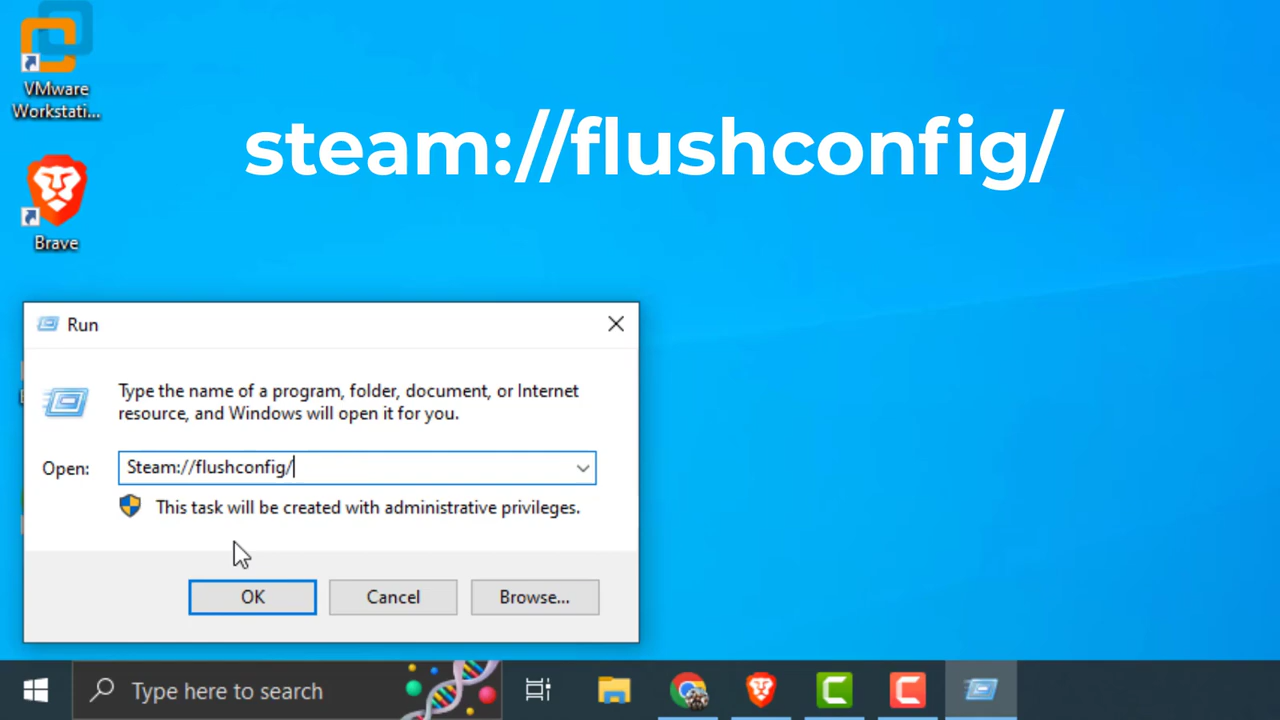 VMware
Workstati...
steam://flushconfig/
Brave
Run
Type the name of a program, folder, document, or Internet
resource, and Windows will open it for you.
Open: Steam://flushconfig/
This task will be created with administrative privileges.
OK Cancel Browse...
Type here to search